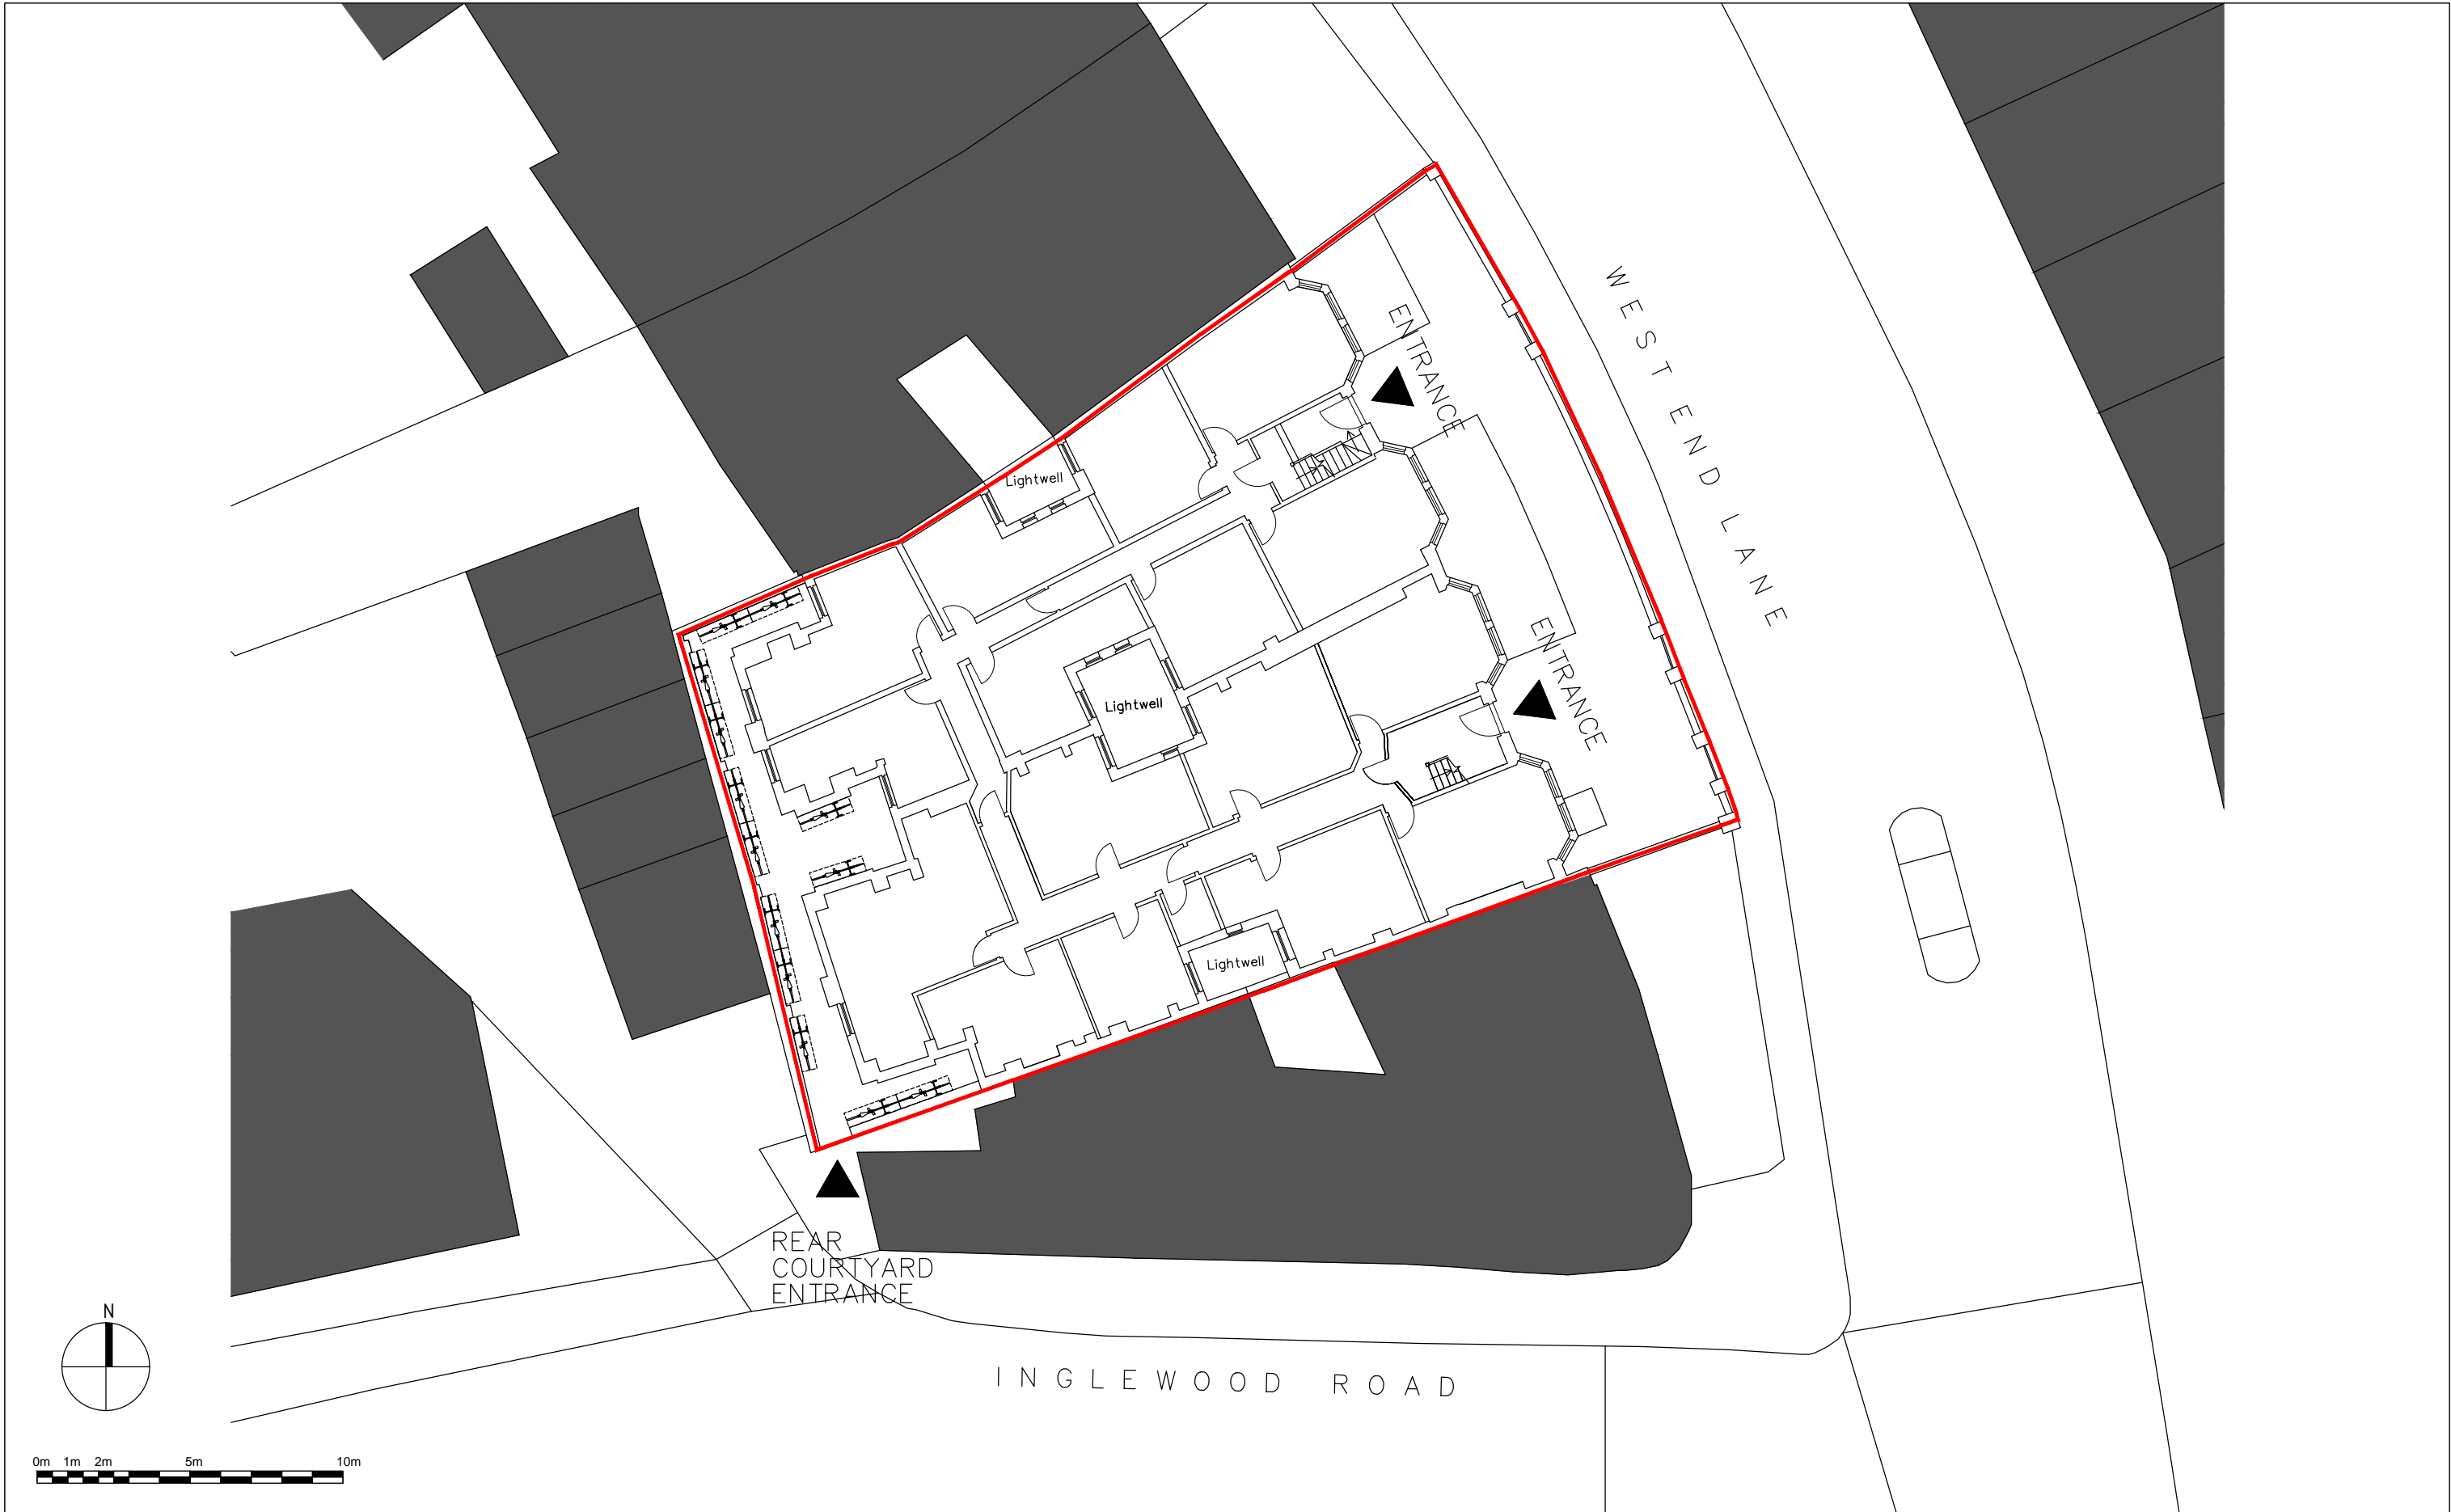 WEST END LANE
ENTRANCE
Lightwell
ENTRANCE
Lightwell
Lightwell
REAR
COURTYARD
ENTRANCE
N
INGLEWOOD ROAD
0m 1m 2m 5m 10m